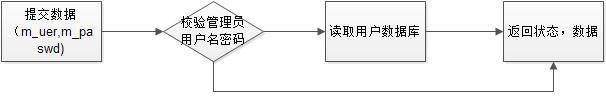 提交数据
（m_uer,m_pa
swd)
校验管理员
用户名密码
读取用户数据库
返回状态，数据